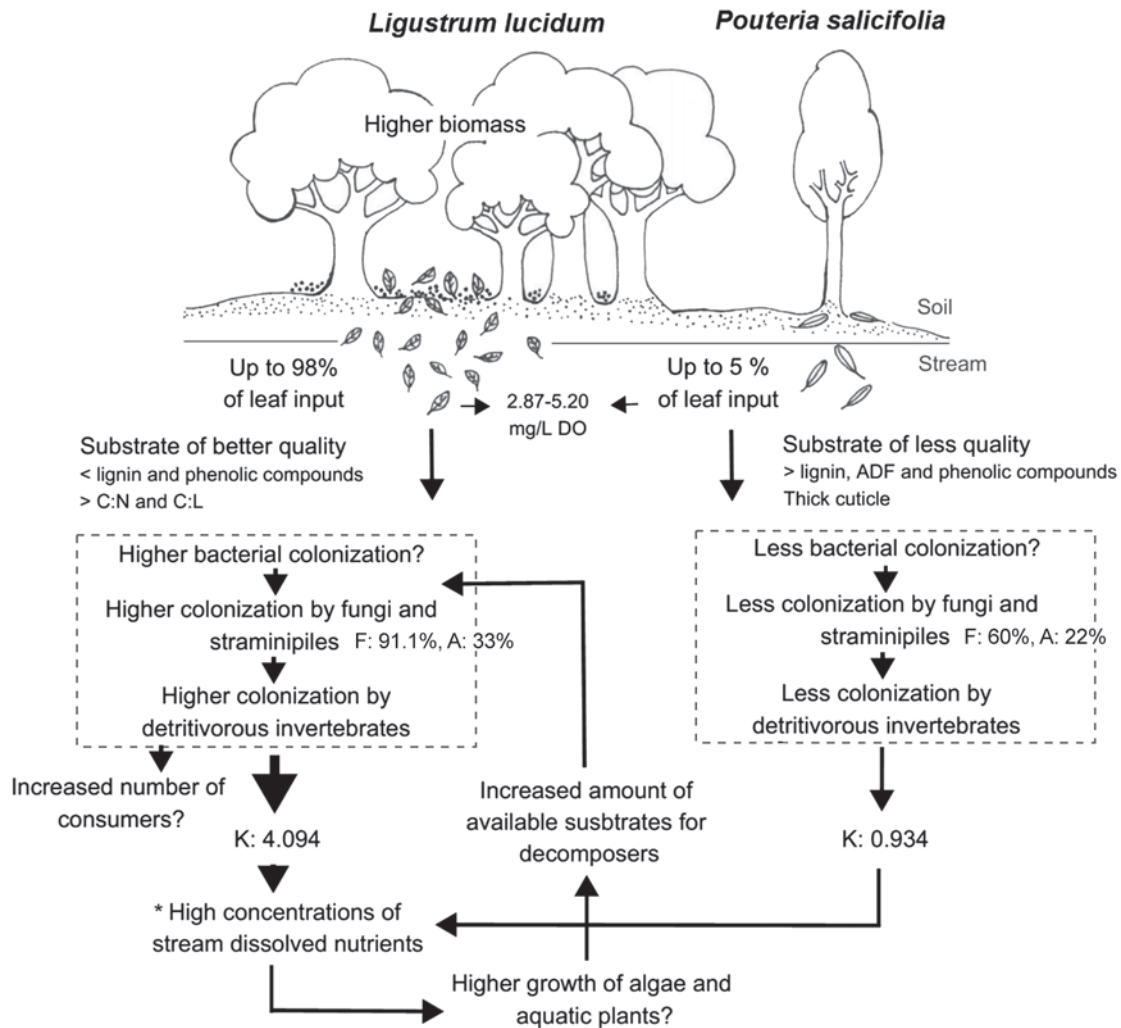 Ligustrum lucidum
Pouteria salicifolia
Higher biomass
Soil
Stream
Up to 98%
of leaf input
2.87-5.20
mg/L DO
Up to 5 %
of leaf input
Substrate of better quality
< lignin and phenolic compounds
> C:N and C:L
Substrate of less quality
> lignin, ADF and phenolic compounds
Thick cuticle
Higher bacterial colonization?
Higher colonization by fungi and
straminipiles F: 91.1%, A: 33%
Higher colonization by
detritivorous invertebrates
Less bacterial colonization?
Less colonization by fungi and
straminipiles F: 60%, A: 22%
Less colonization by
detritivorous invertebrates
Increased number of
consumers?
K: 4.094
Increased amount of
available susbtrates for
decomposers
K: 0.934
* High concentrations of
stream dissolved nutrients
Higher growth of algae and
aquatic plants?